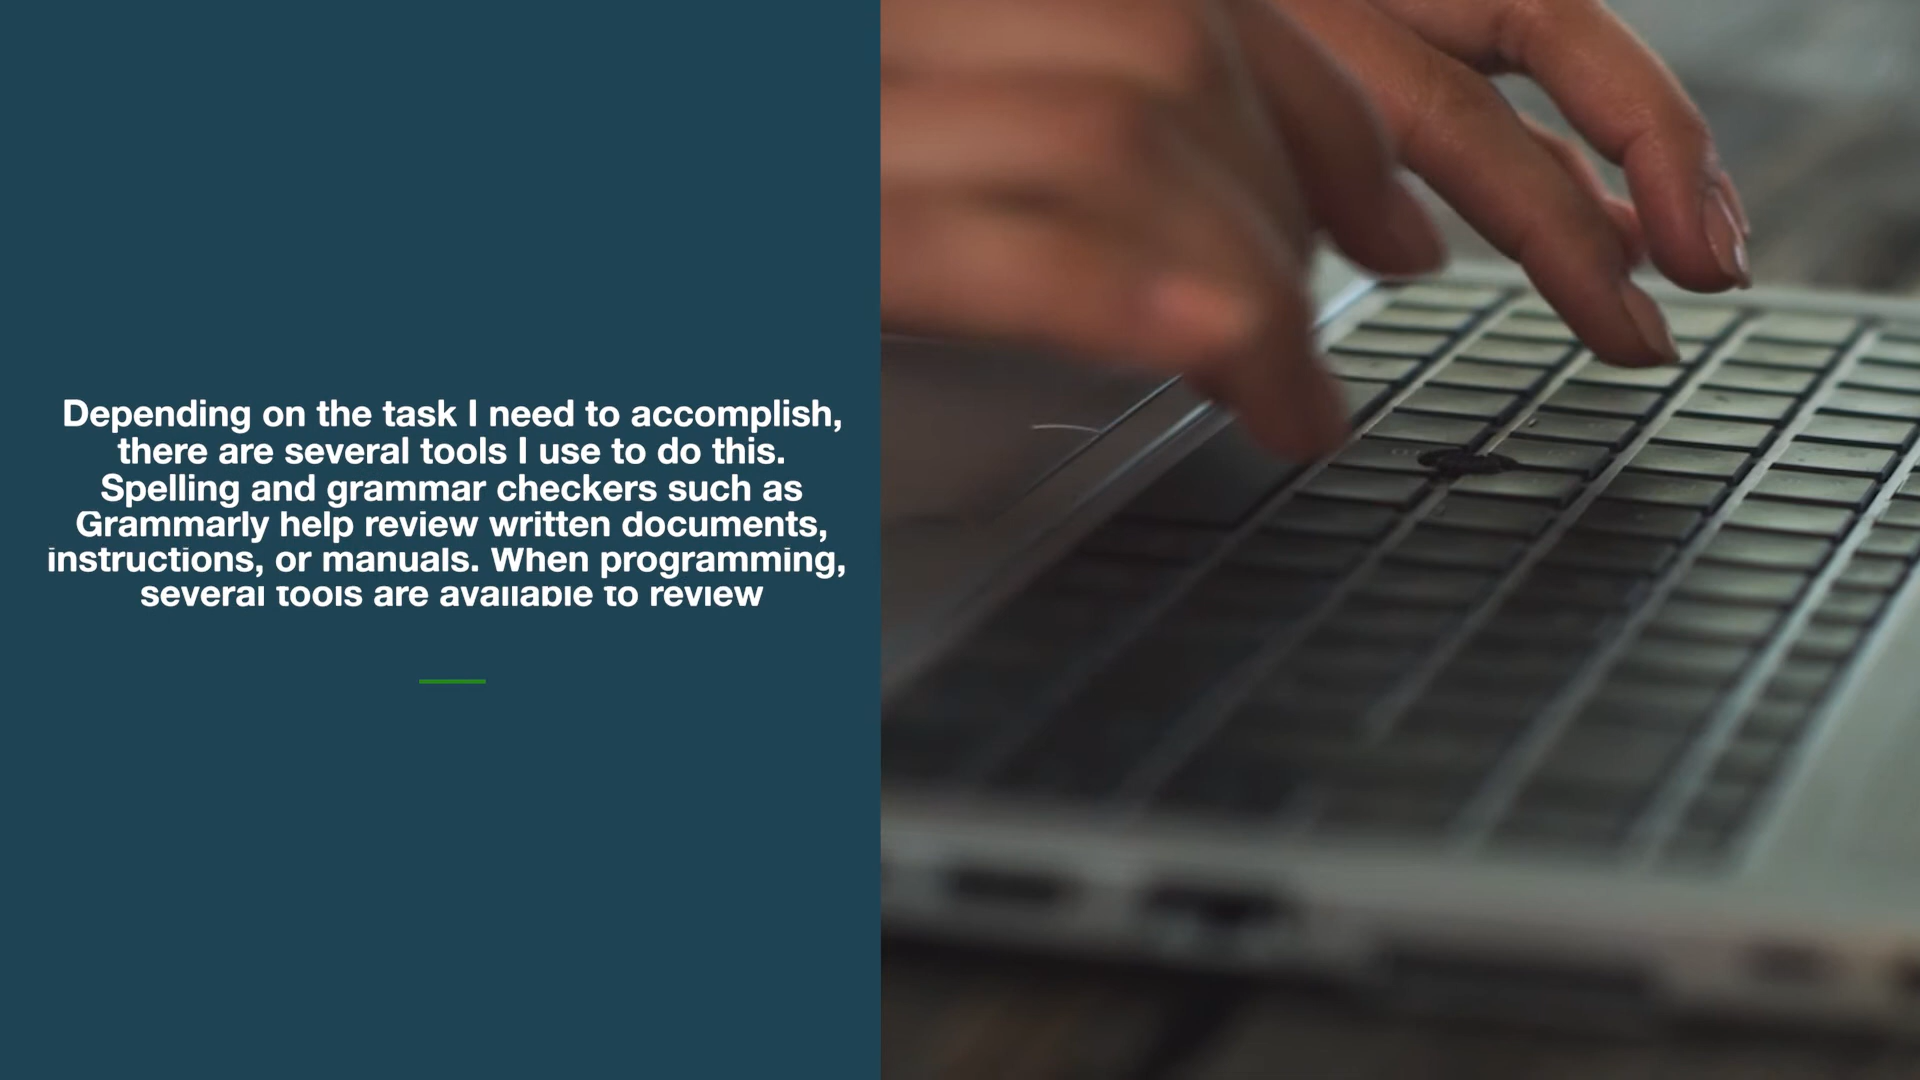 Depending on the task I need to accomplish,
there are several tools I use to do this.
Spelling and grammar checkers such as
Grammarly help review written documents,
instructions, or manuals. When programming,
several tools are available to review